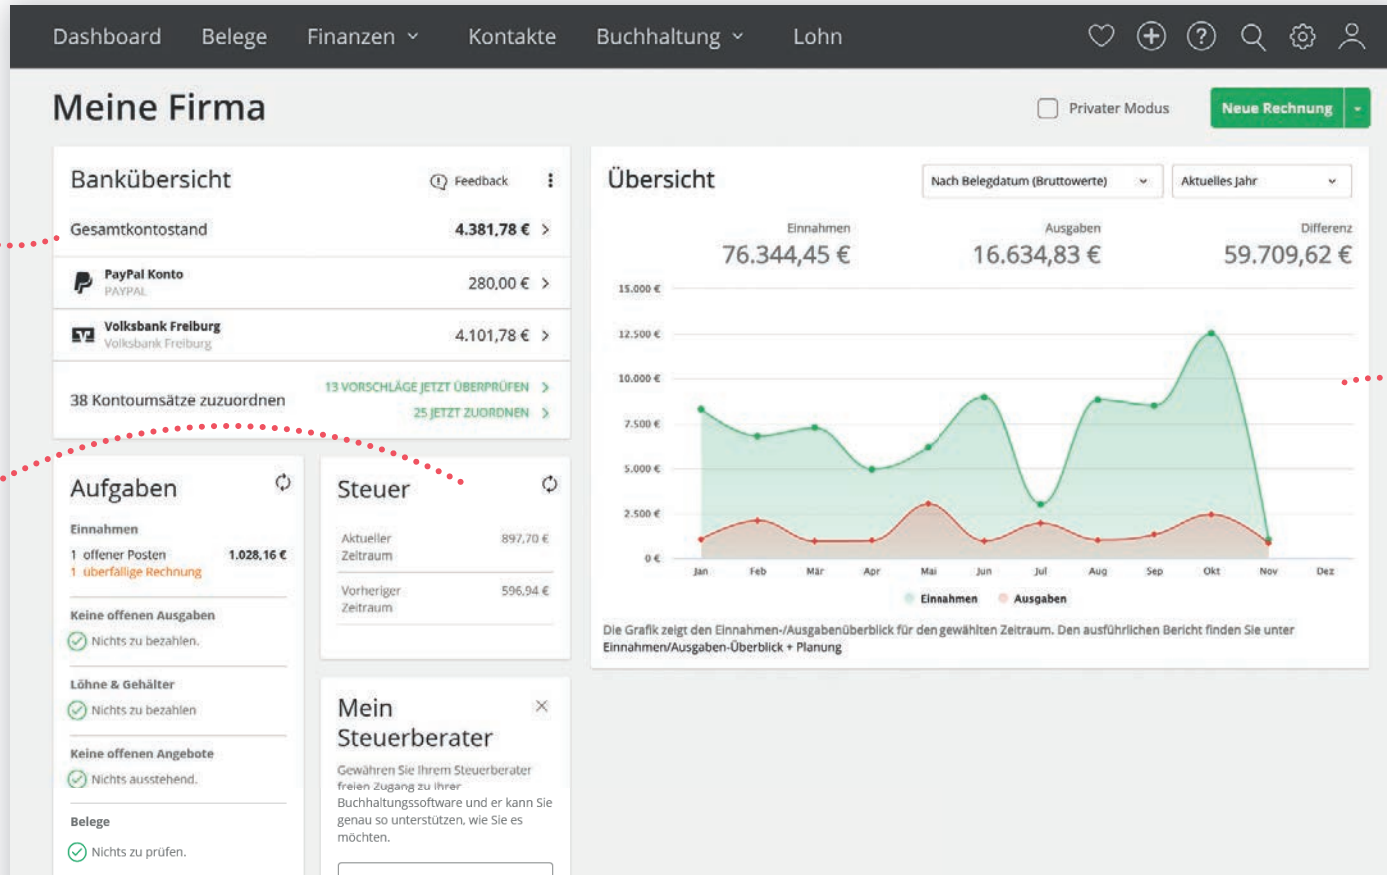 Dashboard Belege Finanzen Kontakte Buchhaltung Lohn
Meine Firma
Privater Modus
Neue Rechnung
Bankübersicht
Feedback
Gesamtkontostand 4.381,78 €
PayPal Konto
PAYPAL
280,00 €
Volksbank Freiburg
Volksbank Freiburg
4.101,78 €
38 Kontoumsätze zuzuordnen
13 VORSCHLÄGE JETZT ÜBERPRÜFEN
25 JETZT ZUORDNEN
Aufgaben
Einnahmen
1 offener Posten 1.028,16 €
1 überfällige Rechnung
Keine offenen Ausgaben
Nichts zu bezahlen.
Löhne & Gehälter
Nichts zu bezahlen
Keine offenen Angebote
Nichts ausstehend.
Belege
Nichts zu prüfen.
Steuer
Aktueller
Zeitraum
897,70 €
Vorheriger
Zeitraum
596,94 €
Mein
Steuerberater
Gewähren Sie Ihrem Steuerberater
freien Zugang zu Ihrer
Buchhaltungssoftware und er kann Sie
genau so unterstützen, wie Sie es
möchten.
Übersicht
Nach Belegdatum (Bruttowerte)
Aktuelles Jahr
Einnahmen
76.344,45 €
Ausgaben
16.634,83 €
Differenz
59.709,62 €
15.000 €
12.500 €
10.000 €
7.500 €
5.000 €
2.500 €
0 €
Jan Feb Mär Apr Mai Jun Jul Aug Sep Okt Nov Dez
Einnahmen Ausgaben
Die Grafik zeigt den Einnahmen-/Ausgabenüberblick für den gewählten Zeitraum. Den ausführlichen Bericht finden Sie unter
Einnahmen/Ausgaben-Überblick + Planung